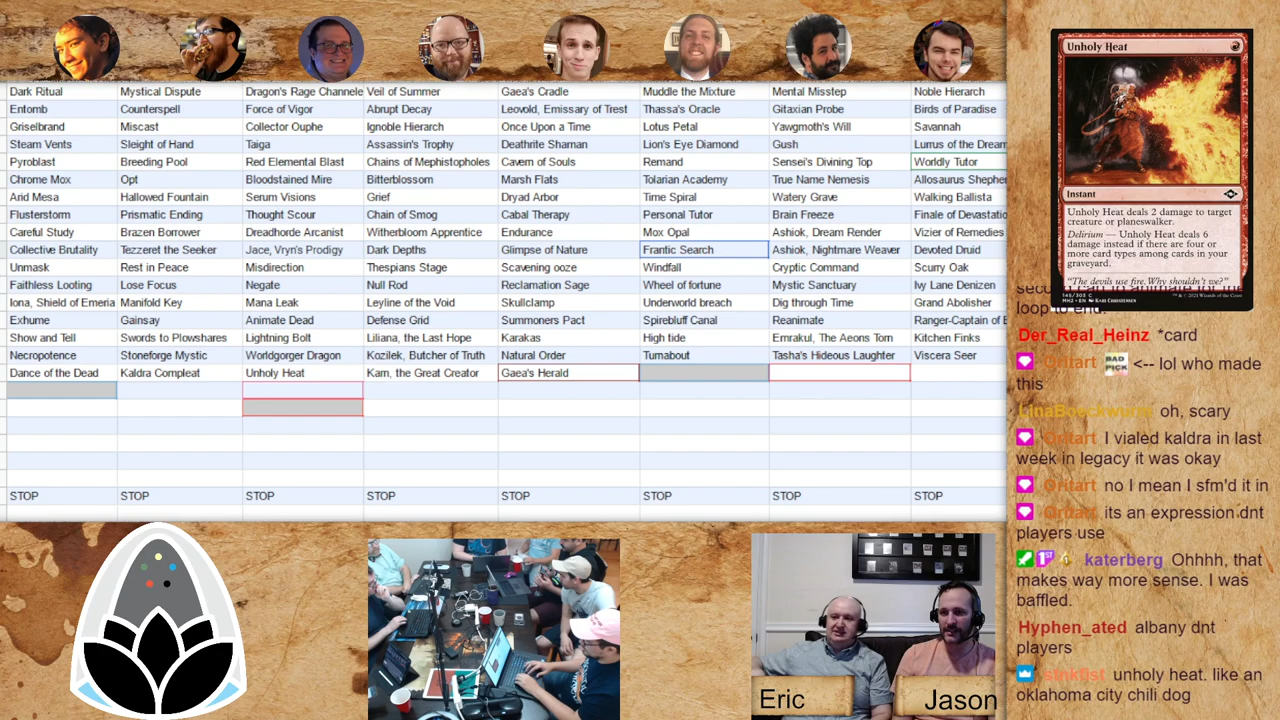 Dark Ritual Mystical Dispute Dragon's Rage Channele Veil of Summer Gaea's Cradle Muddle the Mixture Mental Misstep Noble Hierarch
Entomb Counterspell Force of Vigor Abrupt Decay Leovold, Emissary of Trest Thassa's Oracle Gitaxian Probe Birds of Paradise
Griselbrand Miscast Collector Ouphe Ignoble Hierarch Once Upon a Time Lotus Petal Yawgmoth's Will Savannah
Steam Vents Sleight of Hand Taiga Assassin's Trophy Deathrite Shaman Lion's Eye Diamond Gush Lurrus of the Dream
Pyroblast Breeding Pool Red Elemental Blast Chains of Mephistopheles Cavern of Souls Remand Sensei's Divining Top Worldly Tutor
Chrome Mox Opt Bloodstained Mire Bitterblossom Marsh Flats Tolarian Academy True Name Nemesis Allosaurus Shepher
Arid Mesa Hallowed Fountain Serum Visions Grief Dryad Arbor Time Spiral Watery Grave Walking Ballista
Flusterstorm Prismatic Ending Thought Scour Chain of Smog Cabal Therapy Personal Tutor Brain Freeze Finale of Devastatio
Careful Study Brazen Borrower Dreadhorde Arcanist Witherbloom Apprentice Endurance Mox Opal Ashiok, Dream Render Vizier of Remedies
Collective Brutality Tezzeret the Seeker Jace, Vryn's Prodigy Dark Depths Glimpse of Nature Frantic Search Ashiok, Nightmare Weaver Devoted Druid
Unmask Rest in Peace Misdirection Thespians Stage Scavening ooze Windfall Cryptic Command Scurry Oak
Faithless Looting Lose Focus Negate Null Rod Reclamation Sage Wheel of fortune Mystic Sanctuary Ivy Lane Denizen
Iona, Shield of Emeria Manifold Key Mana Leak Leyline of the Void Skullclamp Underworld breach Dig through Time Grand Abolisher
Exhume Gainsay Animate Dead Defense Grid Summoners Pact Spirebluff Canal Reanimate Ranger-Captain of E
Show and Tell Swords to Plowshares Lightning Bolt Liliana, the Last Hope Karakas High tide Emrakul, The Aeons Torn Kitchen Finks
Necropotence Stoneforge Mystic Worldgorger Dragon Kozilek, Butcher of Truth Natural Order Turnabout Tasha's Hideous Laughter Viscera Seer
Dance of the Dead Kaldra Compleat Unholy Heat Karn, the Great Creator Gaea's Herald
STOP STOP STOP STOP STOP STOP STOP STOP
Unholy Heat
Instant
Unholy Heat deals 2 damage to target
creature or planeswalker.
Delirium — Unholy Heat deals 6
damage instead if there are four or
more card types among cards in your
graveyard.
"The devils use fire. Why shouldn't we?"
loop to end.
Der_Real_Heinz *card
Oritart BAD PICK <-- lol who made
this
LinaBoeckwurst oh, scary
Oritart I vialed kaldra in last
week in legacy it was okay
Oritart no I mean I sfm'd it in
Oritart its an expression dnt
players use
katerberg Ohhhh, that
makes way more sense. I was
baffled.
Hyphen_ated albany dnt
players
sinkfist unholy heat. like an
oklahoma city chili dog
Eric Jason